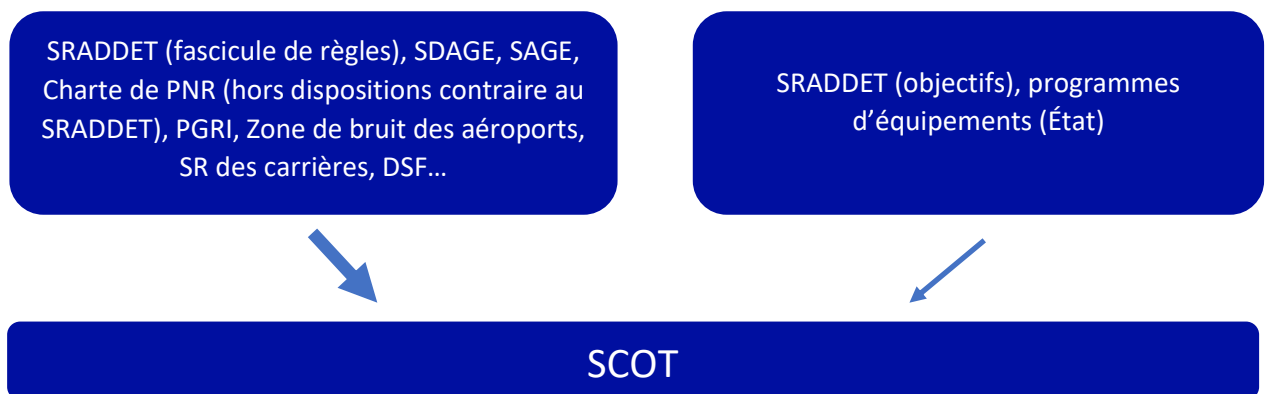 SRADDET (fascicule de règles), SDAGE, SAGE,
Charte de PNR (hors dispositions contraire au
SRADDET), PGRI, Zone de bruit des aéroports,
SR des carrières, DSF…
SRADDET (objectifs), programmes
d’équipements (État)
SCOT